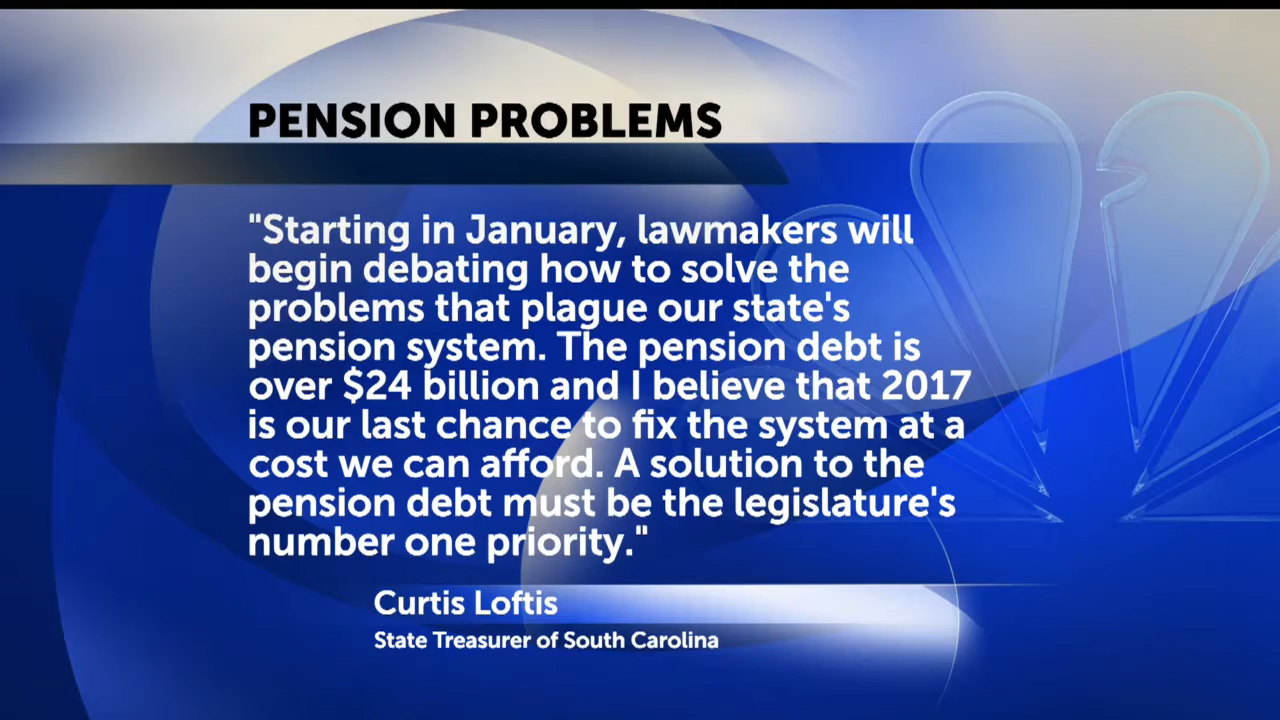 PENSION PROBLEMS
"Starting in January, lawmakers will
begin debating how to solve the
problems that plague our state's
pension system. The pension debt is
over $24 billion and I believe that 2017
is our last chance to fix the system at a
cost we can afford. A solution to the
pension debt must be the legislature's
number one priority."
Curtis Loftis
State Treasurer of South Carolina